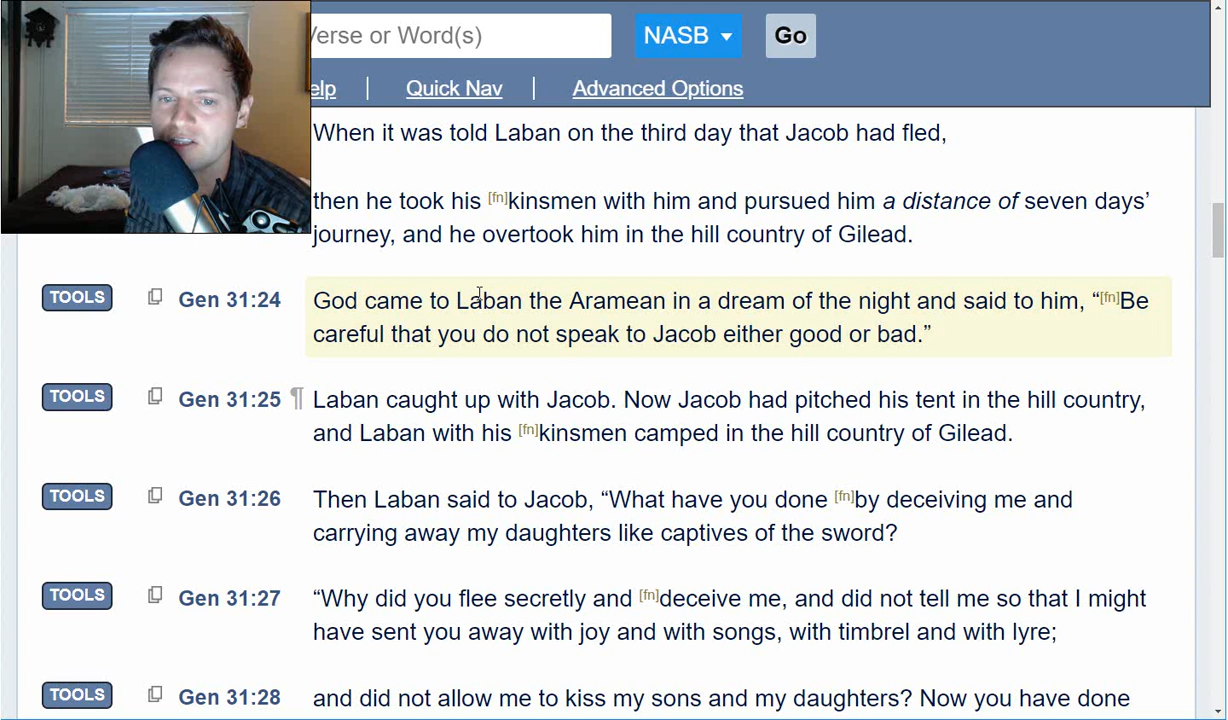 Verse or Word(s)
NASB
Go
elp | Quick Nav | Advanced Options
When it was told Laban on the third day that Jacob had fled,
then he took his [fn]kinsmen with him and pursued him a distance of seven days’
journey, and he overtook him in the hill country of Gilead.
TOOLS Gen 31:24 God came to Laban the Aramean in a dream of the night and said to him, “[fn]Be
careful that you do not speak to Jacob either good or bad.”
TOOLS Gen 31:25 ¶ Laban caught up with Jacob. Now Jacob had pitched his tent in the hill country,
and Laban with his [fn]kinsmen camped in the hill country of Gilead.
TOOLS Gen 31:26 Then Laban said to Jacob, “What have you done [fn]by deceiving me and
carrying away my daughters like captives of the sword?
TOOLS Gen 31:27 “Why did you flee secretly and [fn]deceive me, and did not tell me so that I might
have sent you away with joy and with songs, with timbrel and with lyre;
TOOLS Gen 31:28 and did not allow me to kiss my sons and my daughters? Now you have done